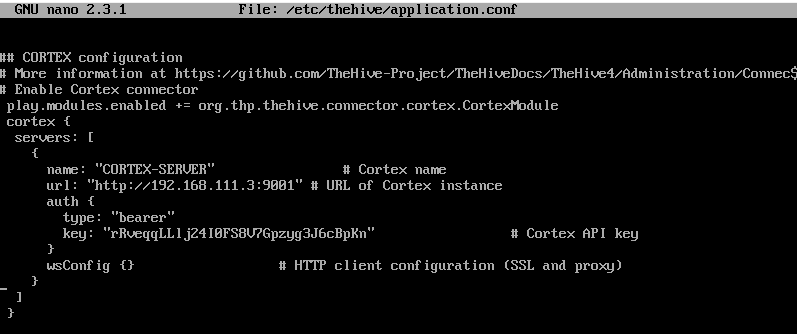 GNU nano 2.3.1 File: /etc/thehive/application.conf
## CORTEX configuration
# More information at https://github.com/TheHive-Project/TheHiveDocs/TheHive4/Administration/Connec$
# Enable Cortex connector
play.modules.enabled += org.thp.thehive.connector.cortex.CortexModule
cortex {
servers: [
{
name: "CORTEX-SERVER" # Cortex name
url: "http://192.168.111.3:9001" # URL of Cortex instance
auth {
type: "bearer"
key: "rRveqqLLlj24I0FS8V7Gpzyg3J6cBpKn" # Cortex API key
}
wsConfig {} # HTTP client configuration (SSL and proxy)
}
]
}